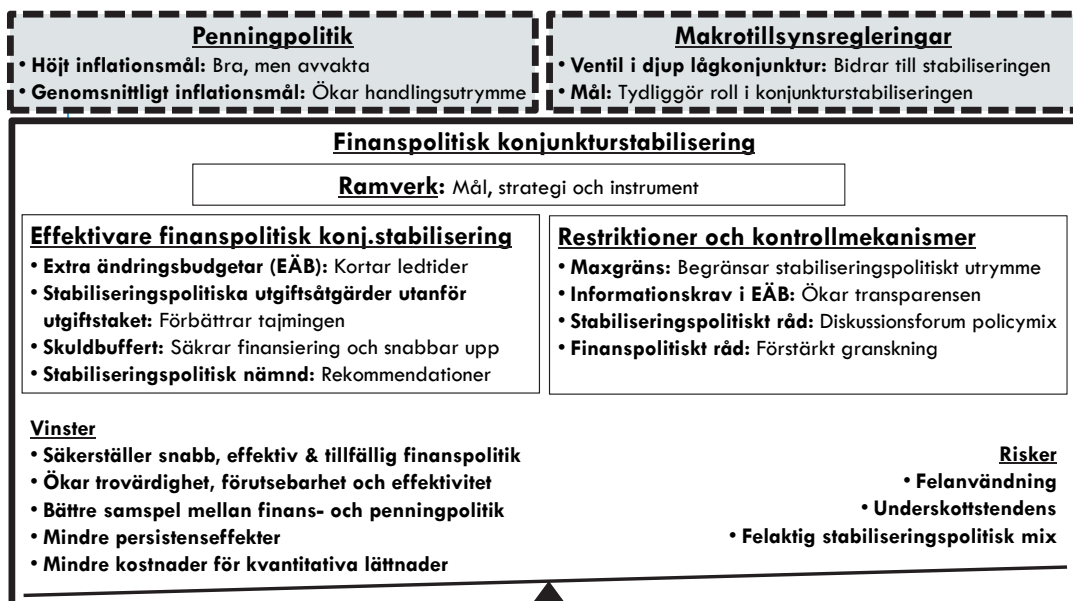 Penningpolitik
• Höjt inflationsmål: Bra, men avvakta
• Genomsnittligt inflationsmål: Ökar handlingsutrymme
Makrotillsynsregleringar
• Ventil i djup lågkonjunktur: Bidrar till stabiliseringen
• Mål: Tydliggör roll i konjunkturstabiliseringen
Finanspolitisk konjunkturstabilisering
Ramverk: Mål, strategi och instrument
Effektivare finanspolitisk konj.stabilisering
• Extra ändringsbudgetar (EÄB): Kortar ledtider
• Stabiliseringspolitiska utgiftsåtgärder utanför
utgiftstaket: Förbättrar tajmingen
• Skuldbuffert: Säkrar finansiering och snabbar upp
• Stabiliseringspolitisk nämnd: Rekommendationer
Restriktioner och kontrollmekanismer
• Maxgräns: Begränsar stabiliseringspolitiskt utrymme
• Informationskrav i EÄB: Ökar transparensen
• Stabiliseringspolitiskt råd: Diskussionsforum policymix
• Finanspolitiskt råd: Förstärkt granskning
Vinster
• Säkerställer snabb, effektiv & tillfällig finanspolitik
• Ökar trovärdighet, förutsebarhet och effektivitet
• Bättre samspel mellan finans- och penningpolitik
• Mindre persistenseffekter
• Mindre kostnader för kvantitativa lättnader
Risker
• Felanvändning
• Underskottstendens
• Felaktig stabiliseringspolitisk mix